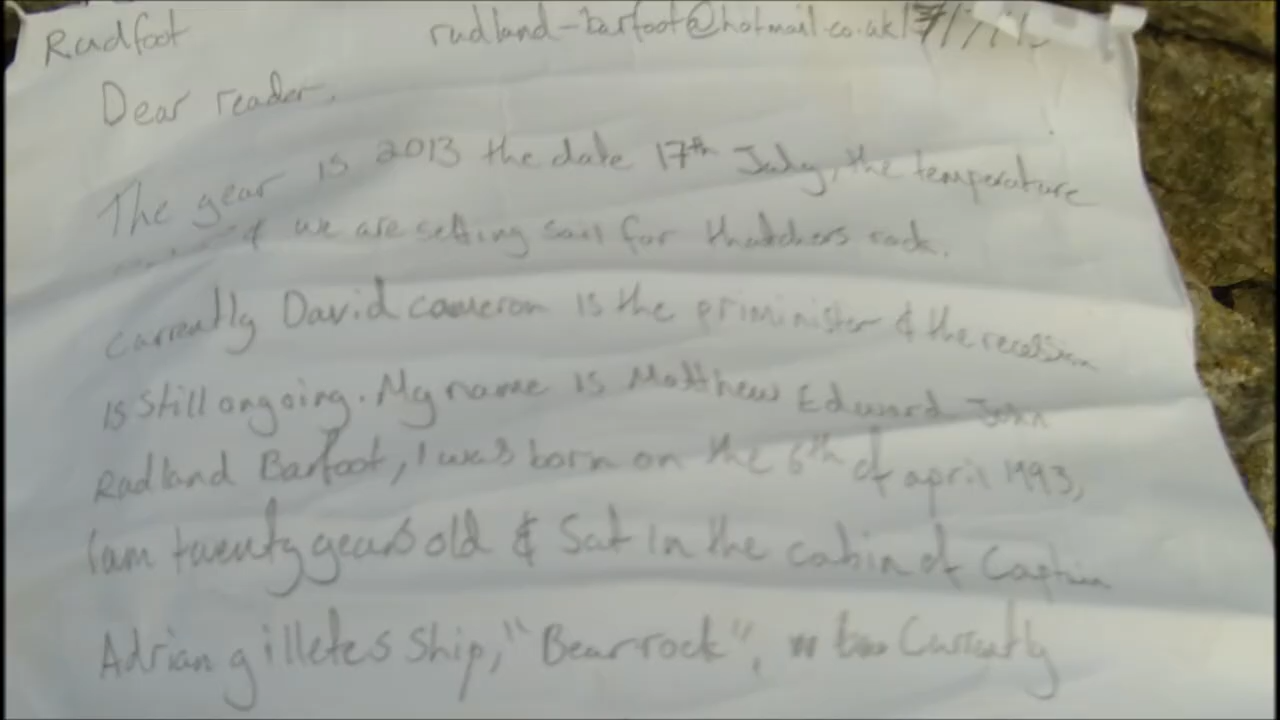 Radfoot radland-barfoot@hotmail.co.uk
Dear reader.
The year is 2013 the date 17th July, the temperature
& we are setting sail for thatchers rock.
currently David cameron is the priminister & the recession
is still ongoing. My name is Matthew Edward John
Radland Barfoot, I was born on the 6th of april 1993,
I am twenty years old & Sat in the cabin of Captain
Adrian gilletes Ship, "Bearrock", Currently